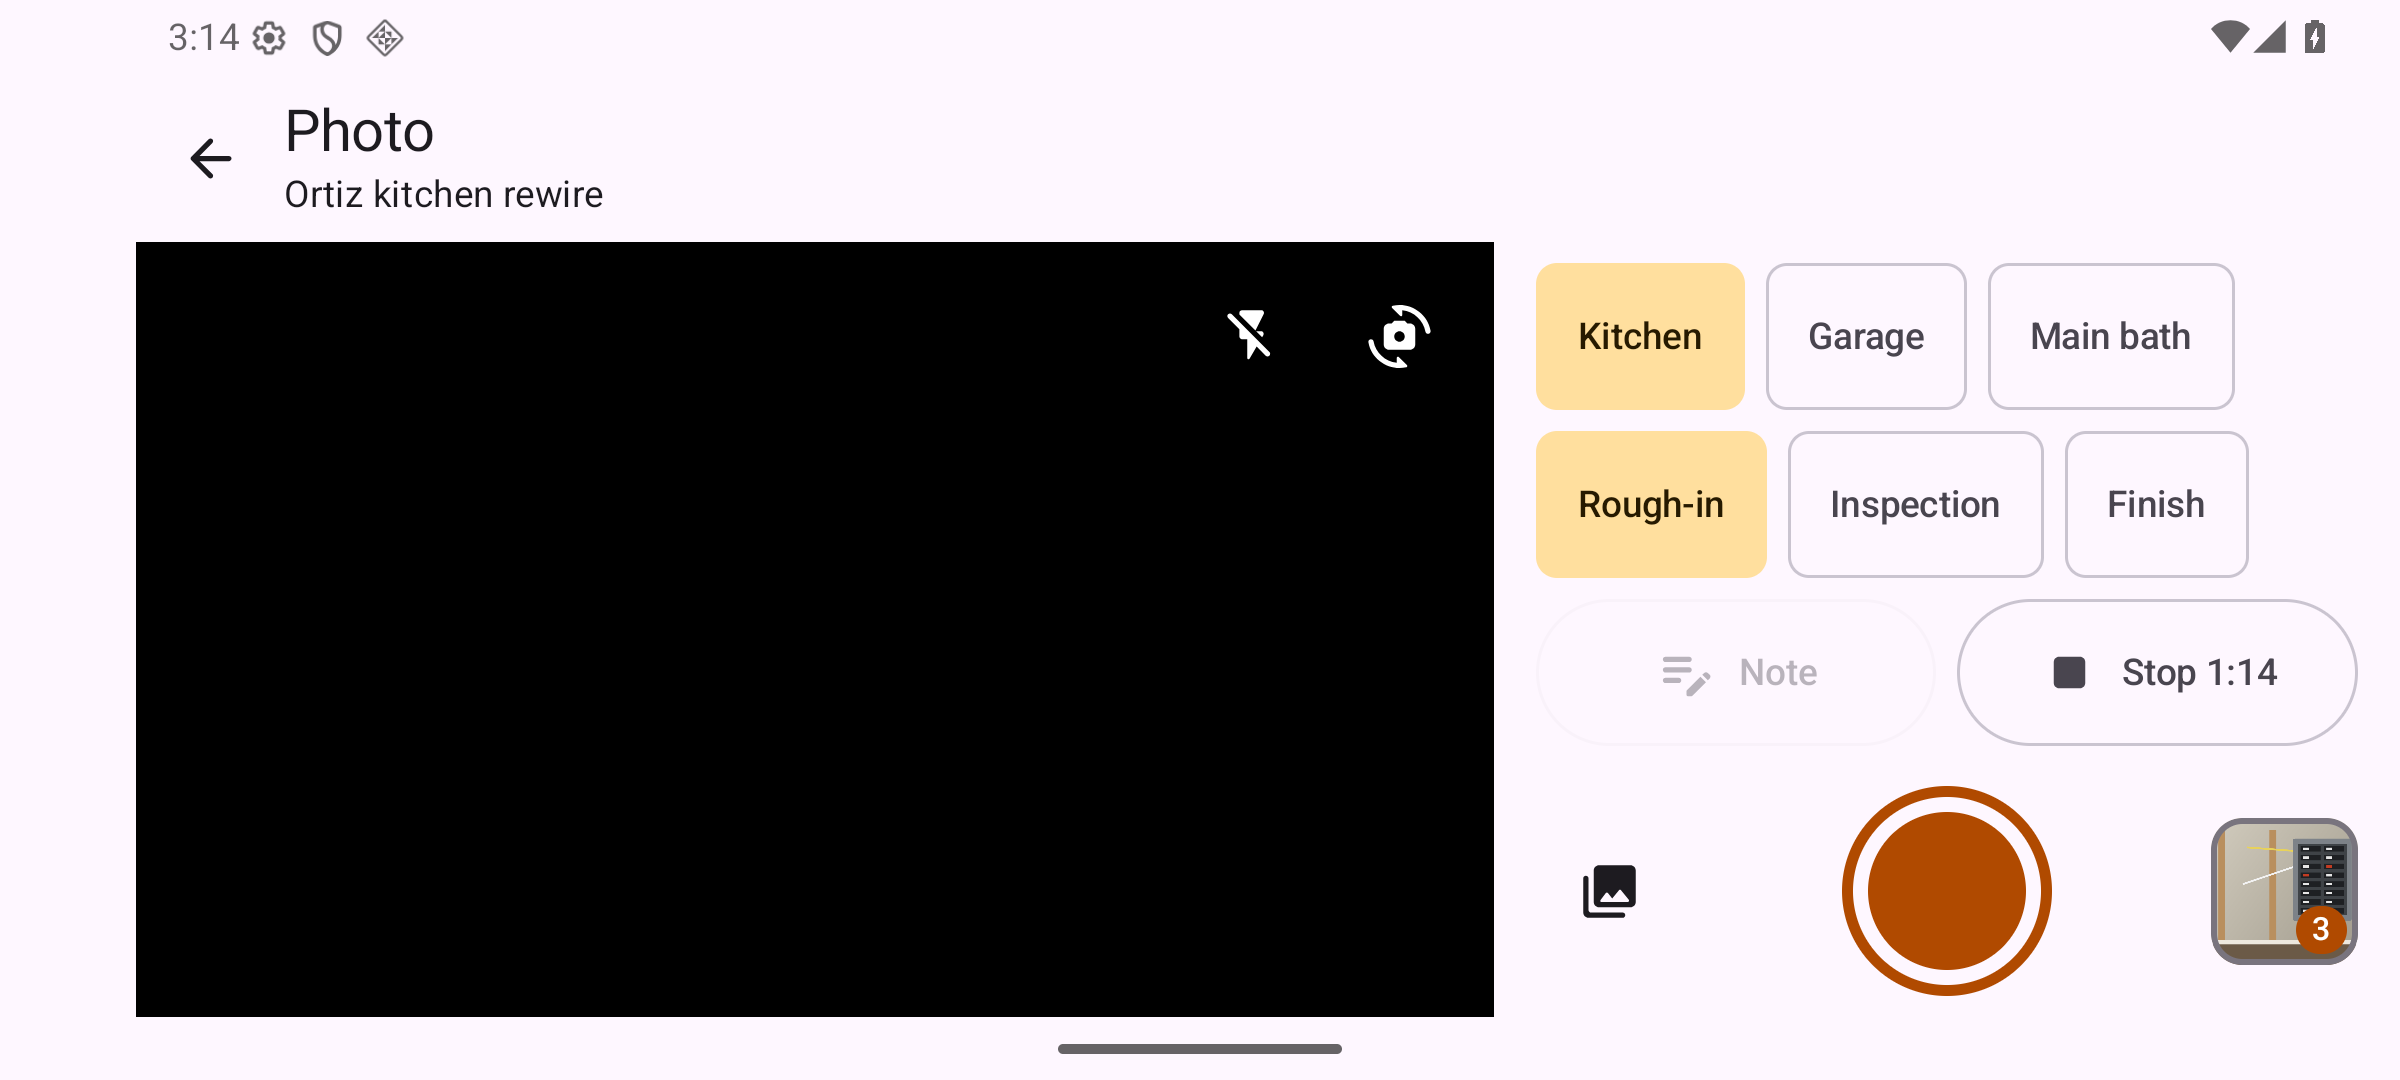 3:14
Photo
Ortiz kitchen rewire
Kitchen Garage Main bath
Rough-in Inspection Finish
Note Stop 1:14
3